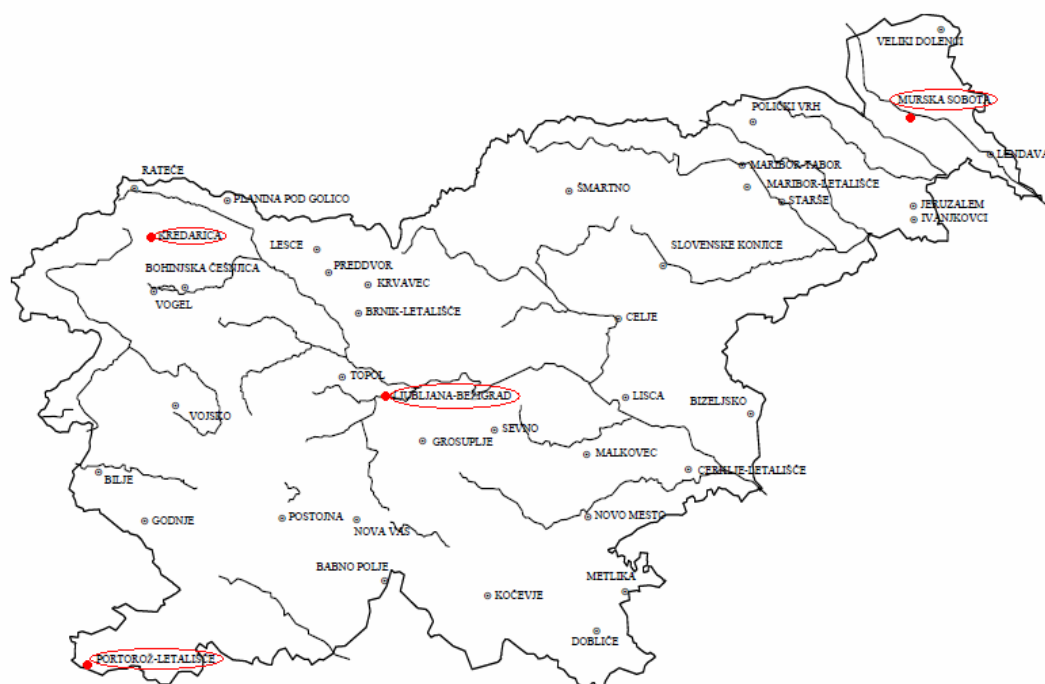 VELIKI DOLENCI
MURSKA SOBOTA
POLIČKI VRH
LENDAVA
MARIBOR-TABOR
RATEČE
MARIBOR-LETALIŠČE
ŠMARTNO
PLANINA POD GOLICO
STARŠE
JERUZALEM
IVANJKOVCI
KREDARICA
LESCE
SLOVENSKE KONJICE
BOHINJSKA ČEŠNJICA
PREDDVOR
KRVAVEC
VOGEL
BRNIK-LETALIŠČE
CELJE
TOPOL
LJUBLJANA-BEŽIGRAD
LISCA
BIZELJSKO
VOJSKO
SEVNO
GROSUPLJE
MALKOVEC
CERKLJE-LETALIŠČE
BILJE
GODNJE
POSTOJNA
NOVO MESTO
NOVA VAS
BABNO POLJE
METLIKA
KOČEVJE
DOBLIČE
PORTOROŽ-LETALIŠČE